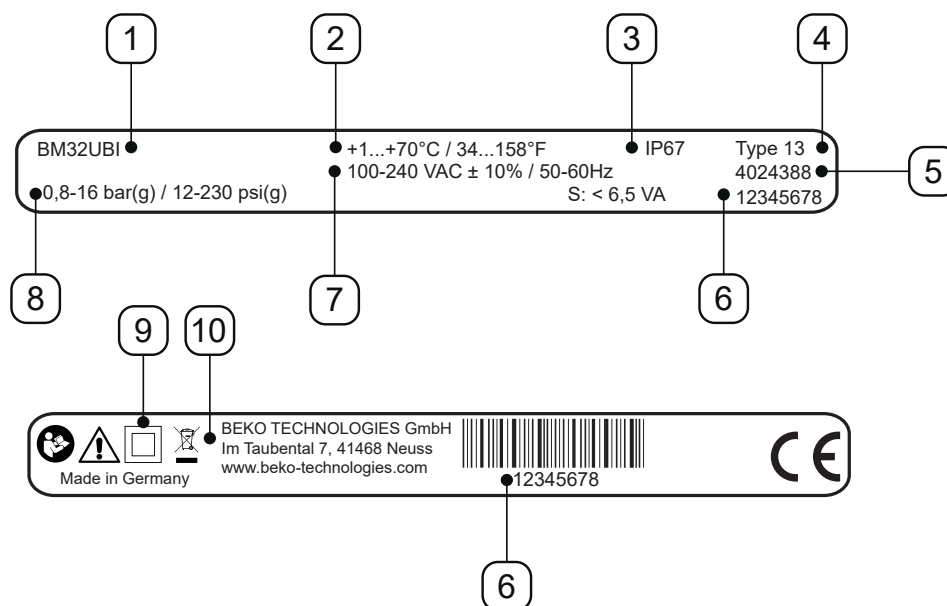 1 2 3 4
BM32UBI +1...+70°C / 34...158°F IP67 Type 13
100-240 VAC ± 10% / 50-60Hz 4024388 5
0,8-16 bar(g) / 12-230 psi(g) S: < 6,5 VA 12345678
8 7 6
9 10
BEKO TECHNOLOGIES GmbH
Im Taubental 7, 41468 Neuss
www.beko-technologies.com
Made in Germany
12345678
CE
6